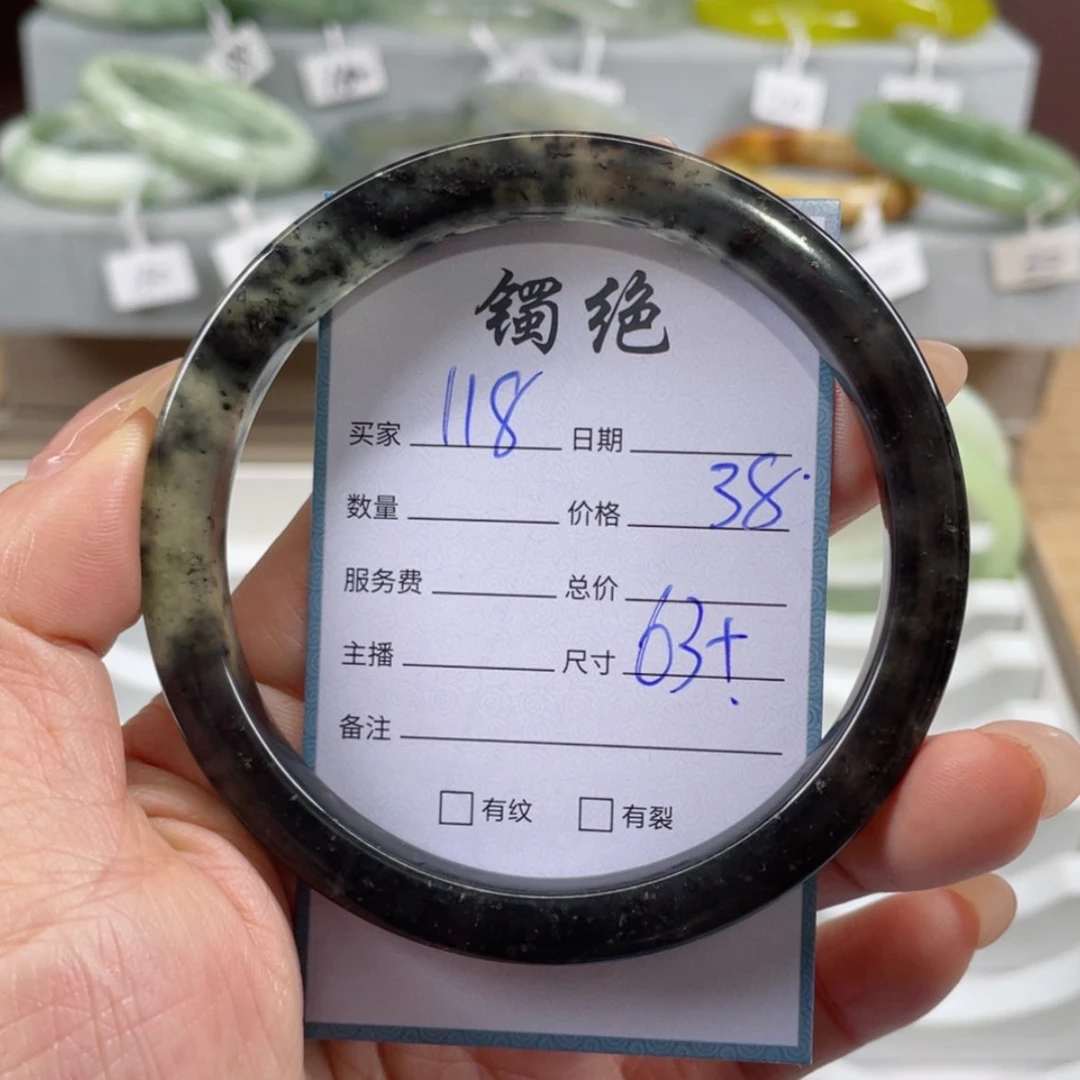 镯绝
买家 118 日期
数量 价格 38
服务费 总价
主播 尺寸 63+
备注
有纹 有裂